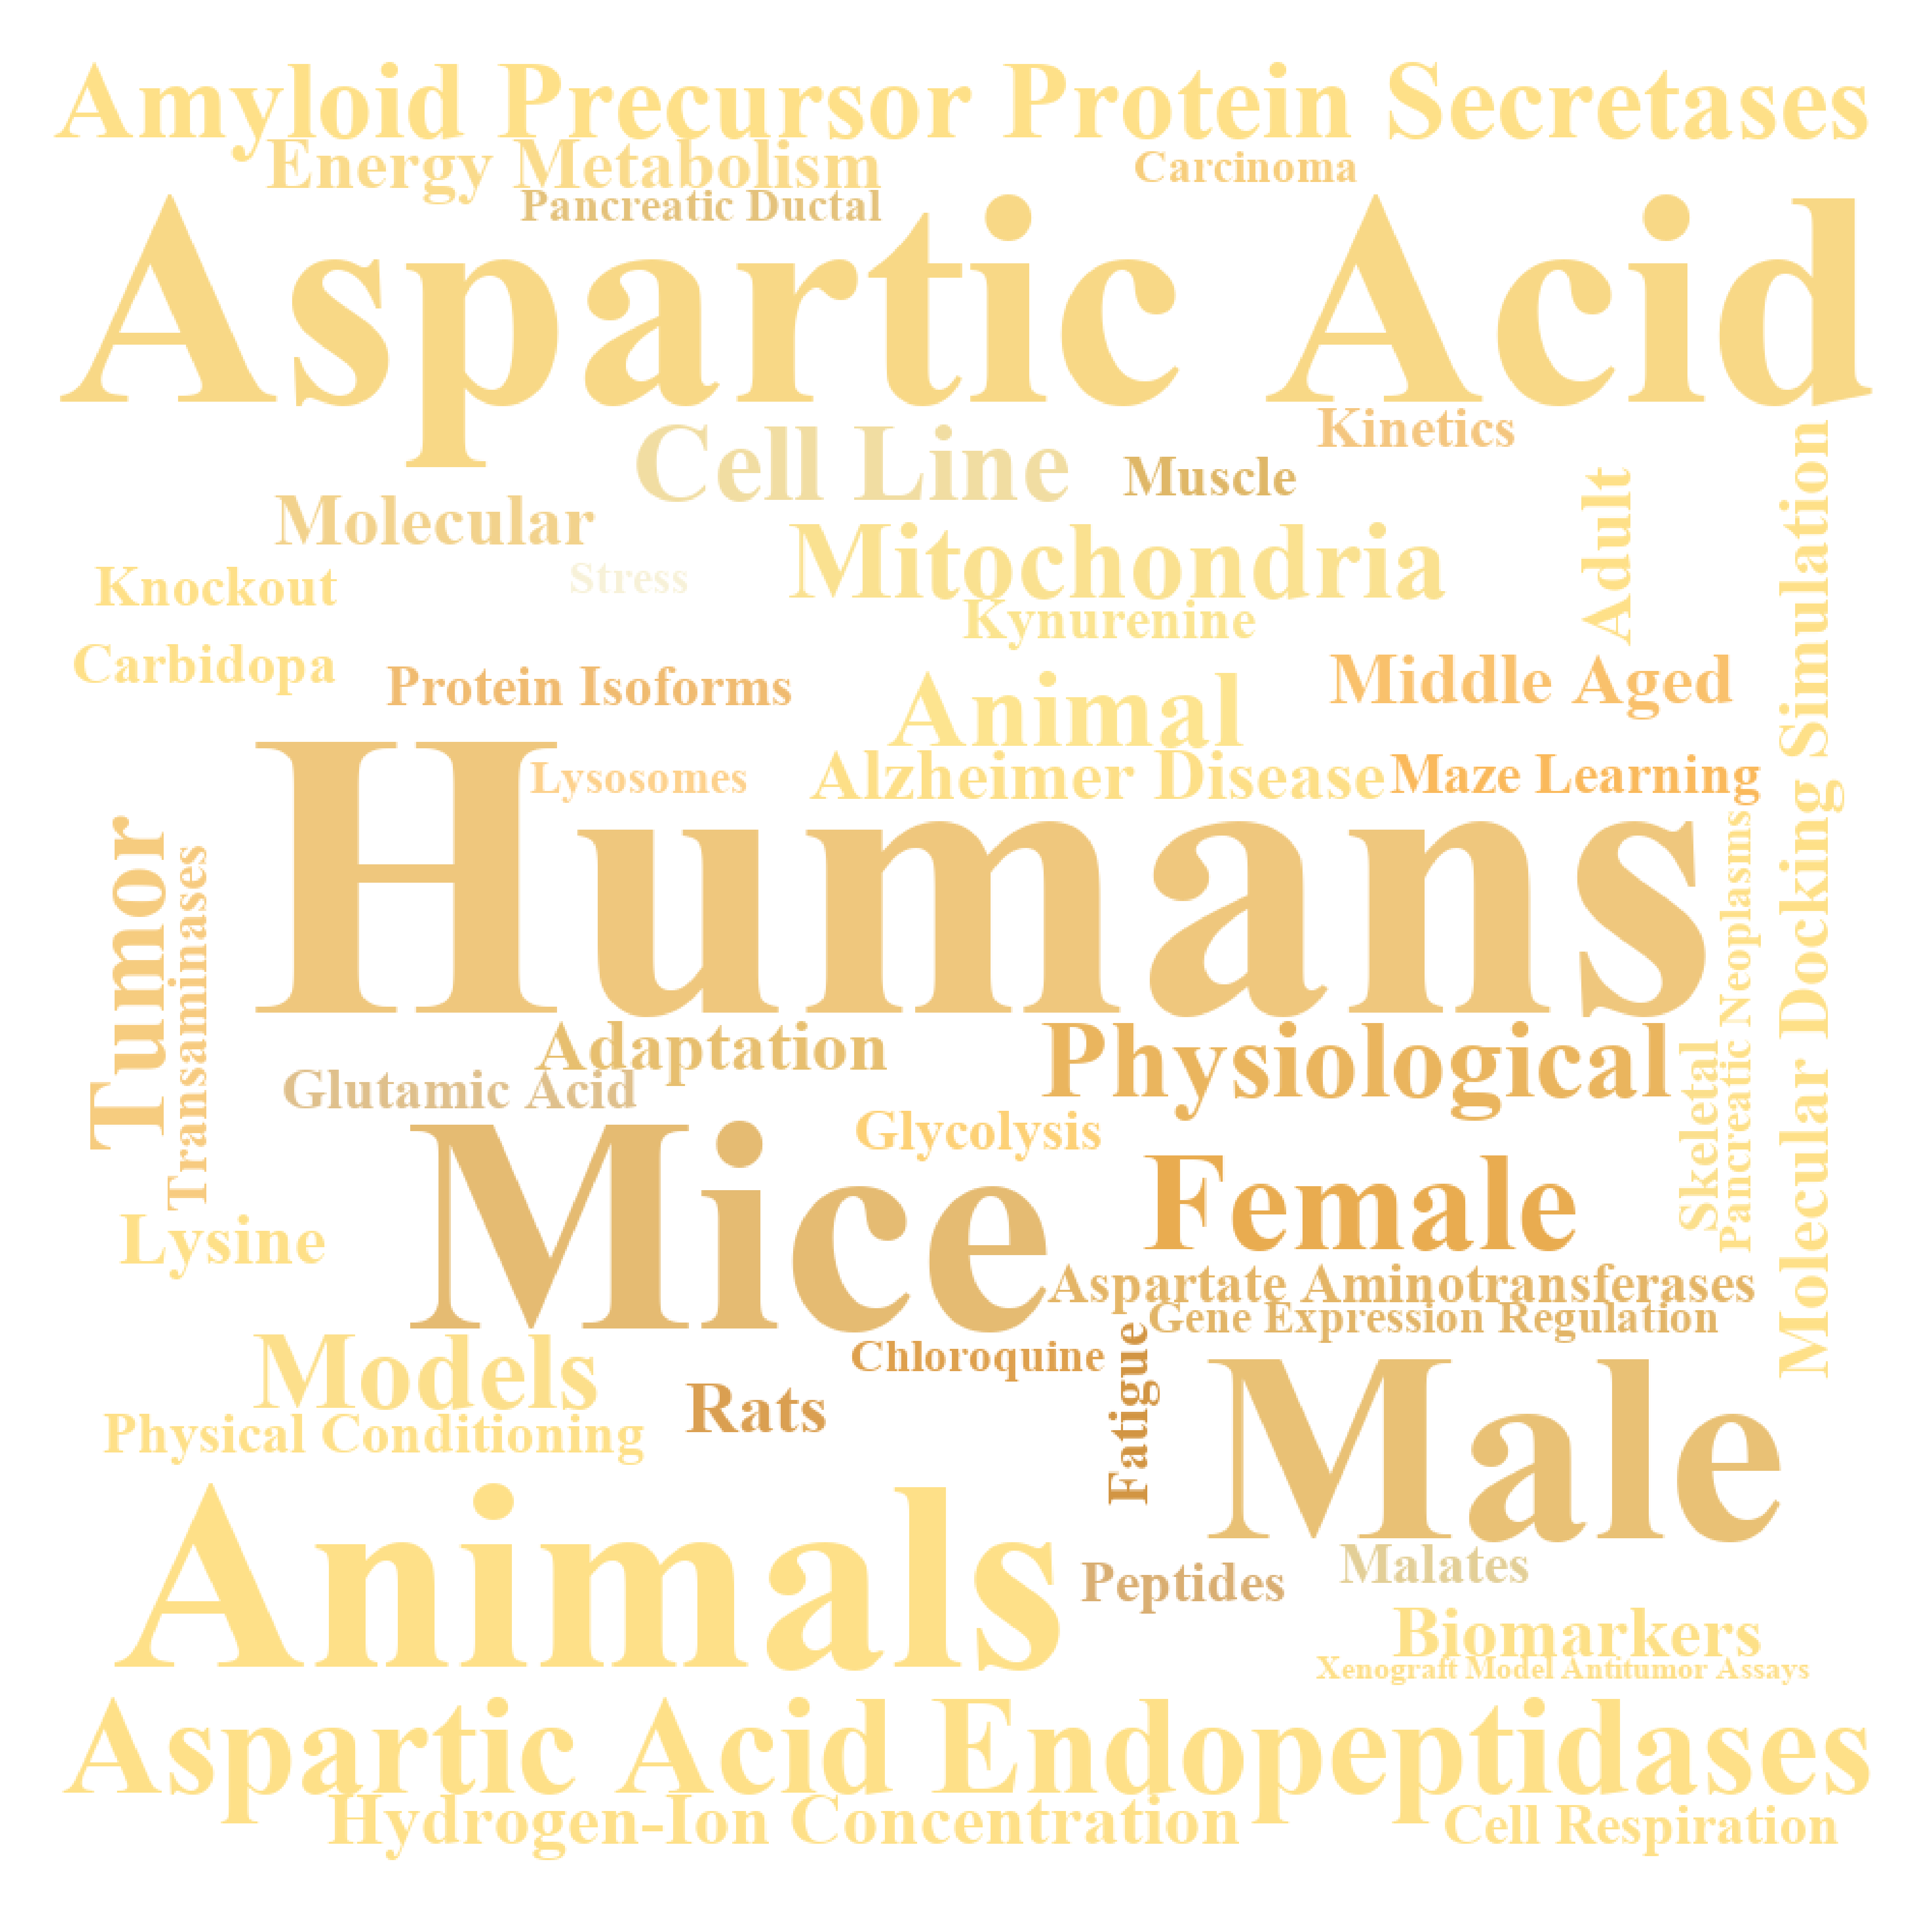 Amyloid Precursor Protein Secretases
Energy Metabolism
Carcinoma
Pancreatic Ductal
Aspartic Acid
Kinetics
Cell Line
Muscle
Molecular
Adult
Molecular Docking Simulation
Mitochondria
Knockout
Stress
Kynurenine
Carbidopa
Protein Isoforms
Animal
Middle Aged
Lysosomes
Alzheimer Disease
Maze Learning
Humans
Tumor
Transaminases
Pancreatic Neoplasms
Skeletal
Adaptation
Physiological
Glutamic Acid
Glycolysis
Mice
Female
Lysine
Aspartate Aminotransferases
Gene Expression Regulation
Models
Chloroquine
Fatigue
Rats
Male
Physical Conditioning
Animals
Peptides
Malates
Biomarkers
Xenograft Model Antitumor Assays
Aspartic Acid Endopeptidases
Hydrogen-Ion Concentration
Cell Respiration